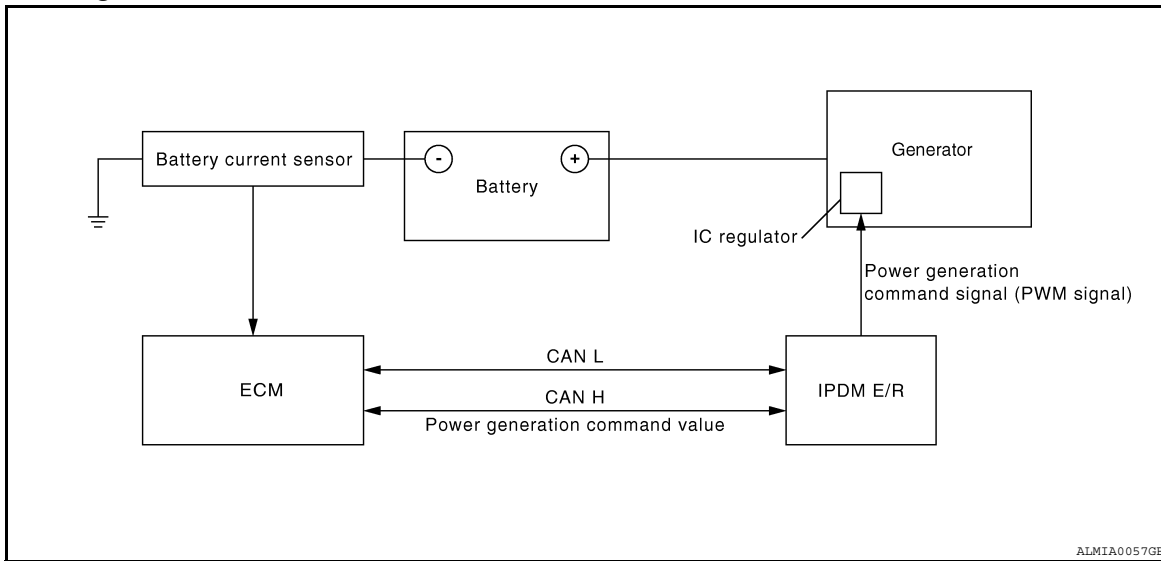 Battery current sensor
-
+
Battery
Generator
IC regulator
Power generation
command signal (PWM signal)
ECM
CAN L
CAN H
Power generation command value
IPDM E/R